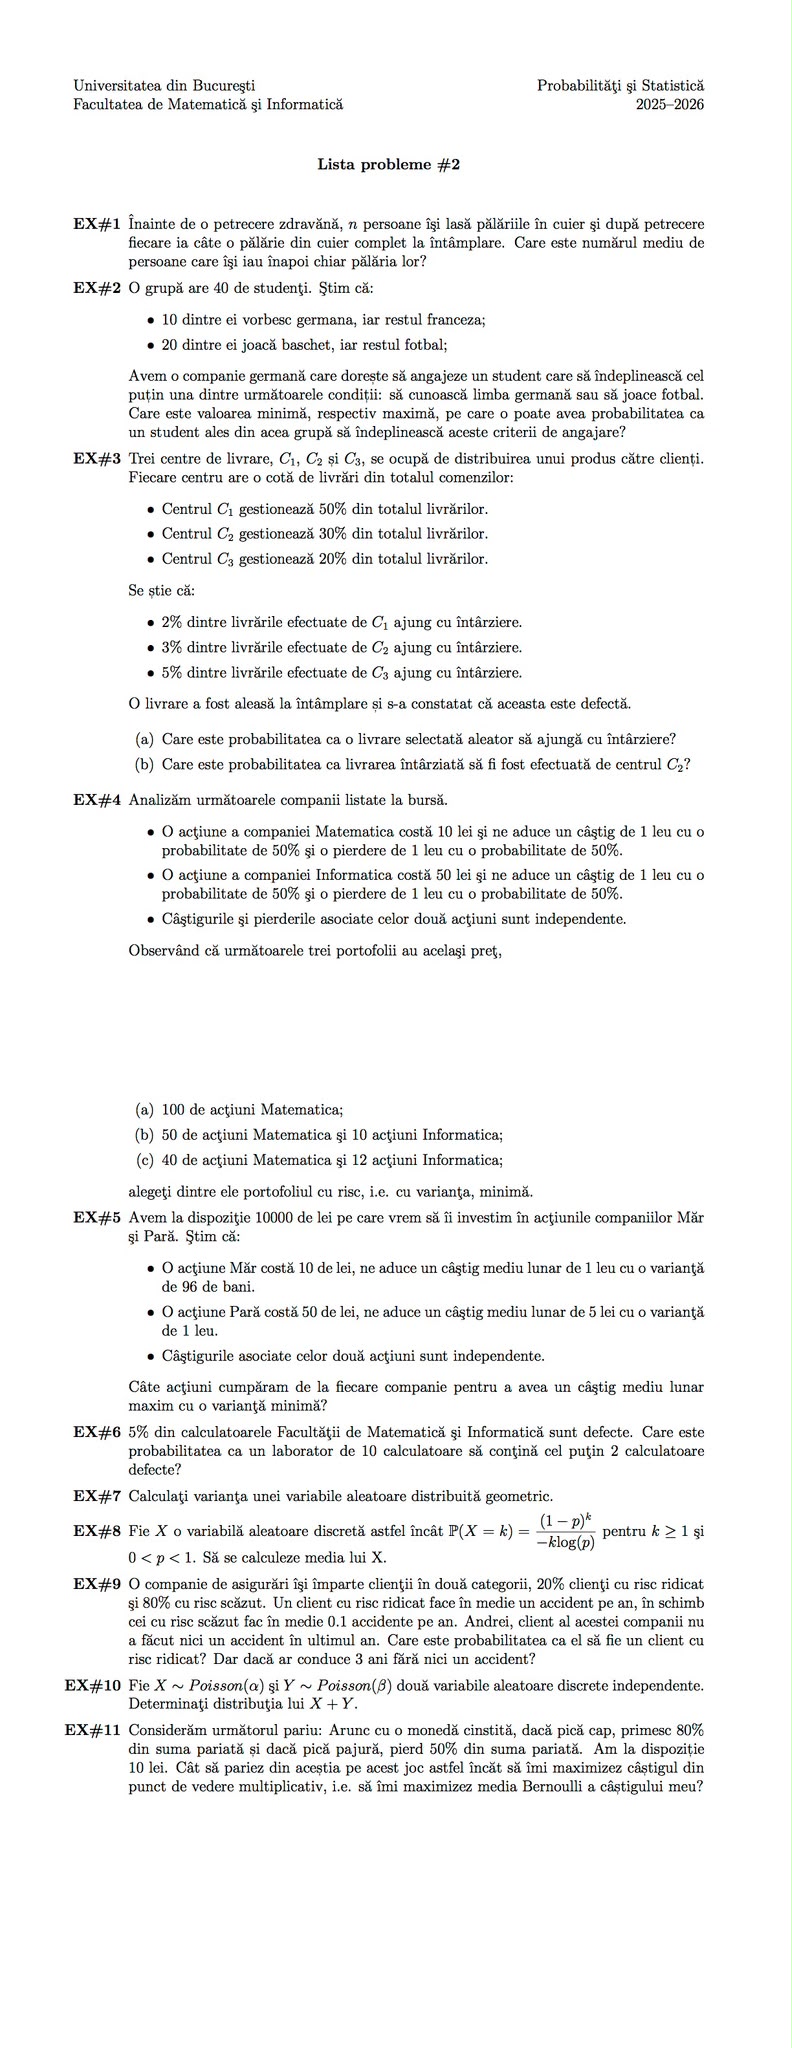 Universitatea din Bucureşti
Probabilităţi şi Statistică
Facultatea de Matematică şi Informatică
2025–2026
Lista probleme #2
EX#1 Înainte de o petrecere zdravănă, n persoane îşi lasă pălăriile în cuier şi după petrecere
fiecare ia câte o pălărie din cuier complet la întâmplare. Care este numărul mediu de
persoane care îşi iau înapoi chiar pălăria lor?
EX#2 O grupă are 40 de studenţi. Ştim că:
• 10 dintre ei vorbesc germana, iar restul franceza;
• 20 dintre ei joacă baschet, iar restul fotbal;
Avem o companie germană care dorește să angajeze un student care să îndeplinească cel
puțin una dintre următoarele condiții: să cunoască limba germană sau să joace fotbal.
Care este valoarea minimă, respectiv maximă, pe care o poate avea probabilitatea ca
un student ales din acea grupă să îndeplinească aceste criterii de angajare?
EX#3 Trei centre de livrare, C₁, C₂ și C₃, se ocupă de distribuirea unui produs către clienți.
Fiecare centru are o cotă de livrări din totalul comenzilor:
• Centrul C₁ gestionează 50% din totalul livrărilor.
• Centrul C₂ gestionează 30% din totalul livrărilor.
• Centrul C₃ gestionează 20% din totalul livrărilor.
Se știe că:
• 2% dintre livrările efectuate de C₁ ajung cu întârziere.
• 3% dintre livrările efectuate de C₂ ajung cu întârziere.
• 5% dintre livrările efectuate de C₃ ajung cu întârziere.
O livrare a fost aleasă la întâmplare și s-a constatat că aceasta este defectă.
(a) Care este probabilitatea ca o livrare selectată aleator să ajungă cu întârziere?
(b) Care este probabilitatea ca livrarea întârziată să fi fost efectuată de centrul C₂?
EX#4 Analizăm următoarele companii listate la bursă.
• O acţiune a companiei Matematica costă 10 lei şi ne aduce un câştig de 1 leu cu o
probabilitate de 50% şi o pierdere de 1 leu cu o probabilitate de 50%.
• O acţiune a companiei Informatica costă 50 lei şi ne aduce un câştig de 1 leu cu o
probabilitate de 50% şi o pierdere de 1 leu cu o probabilitate de 50%.
• Câştigurile şi pierderile asociate celor două acţiuni sunt independente.
Observând că următoarele trei portofolii au acelaşi preţ,
(a) 100 de acţiuni Matematica;
(b) 50 de acţiuni Matematica şi 10 acţiuni Informatica;
(c) 40 de acţiuni Matematica şi 12 acţiuni Informatica;
alegeţi dintre ele portofoliul cu risc, i.e. cu varianţa, minimă.
EX#5 Avem la dispoziţie 10000 de lei pe care vrem să îi investim în acţiunile companiilor Măr
şi Pară. Ştim că:
• O acţiune Măr costă 10 de lei, ne aduce un câştig mediu lunar de 1 leu cu o varianţă
de 96 de bani.
• O acţiune Pară costă 50 de lei, ne aduce un câştig mediu lunar de 5 lei cu o varianţă
de 1 leu.
• Câştigurile asociate celor două acţiuni sunt independente.
Câte acţiuni cumpăram de la fiecare companie pentru a avea un câştig mediu lunar
maxim cu o varianţă minimă?
EX#6 5% din calculatoarele Facultăţii de Matematică şi Informatică sunt defecte. Care este
probabilitatea ca un laborator de 10 calculatoare să conţină cel puţin 2 calculatoare
defecte?
EX#7 Calculaţi varianţa unei variabile aleatoare distribuită geometric.
EX#8 Fie X o variabilă aleatoare discretă astfel încât ℙ(X = k) = (1 − p)ᵏ / −klog(p) pentru k ≥ 1 şi
0 < p < 1. Să se calculeze media lui X.
EX#9 O companie de asigurări îşi împarte clienţii în două categorii, 20% clienţi cu risc ridicat
şi 80% cu risc scăzut. Un client cu risc ridicat face în medie un accident pe an, în schimb
cei cu risc scăzut fac în medie 0.1 accidente pe an. Andrei, client al acestei companii nu
a făcut nici un accident în ultimul an. Care este probabilitatea ca el să fie un client cu
risc ridicat? Dar dacă ar conduce 3 ani fără nici un accident?
EX#10 Fie X ∼ Poisson(α) şi Y ∼ Poisson(β) două variabile aleatoare discrete independente.
Determinaţi distribuţia lui X + Y.
EX#11 Considerăm următorul pariu: Arunc cu o monedă cinstită, dacă pică cap, primesc 80%
din suma pariată și dacă pică pajură, pierd 50% din suma pariată. Am la dispoziție
10 lei. Cât să pariez din aceștia pe acest joc astfel încât să îmi maximizez câștigul din
punct de vedere multiplicativ, i.e. să îmi maximizez media Bernoulli a câștigului meu?